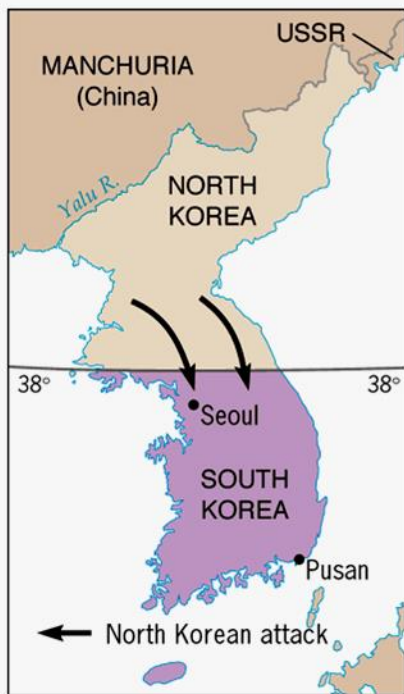 USSR
MANCHURIA
(China)
Yalu R.
NORTH
KOREA
38°
38°
Seoul
SOUTH
KOREA
Pusan
North Korean attack